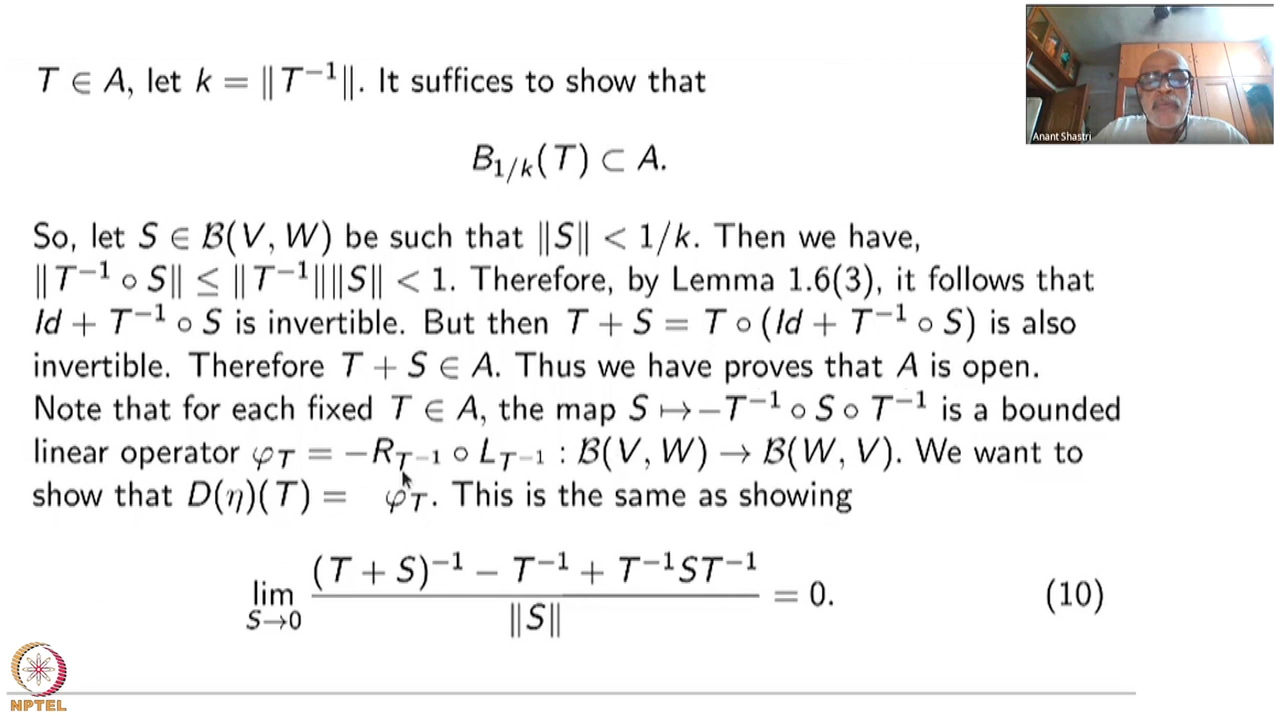 T ∈ A, let k = ‖T⁻¹‖. It suffices to show that
B₁/ₖ(T) ⊂ A.
So, let S ∈ ℬ(V, W) be such that ‖S‖ < 1/k. Then we have,
‖T⁻¹ ∘ S‖ ≤ ‖T⁻¹‖‖S‖ < 1. Therefore, by Lemma 1.6(3), it follows that
Id + T⁻¹ ∘ S is invertible. But then T + S = T ∘ (Id + T⁻¹ ∘ S) is also
invertible. Therefore T + S ∈ A. Thus we have proves that A is open.
Note that for each fixed T ∈ A, the map S ↦ −T⁻¹ ∘ S ∘ T⁻¹ is a bounded
linear operator φ_T = −R_{T⁻¹} ∘ L_{T⁻¹} : ℬ(V, W) → ℬ(W, V). We want to
show that D(η)(T) = φ_T. This is the same as showing
lim_{S→0} ((T + S)⁻¹ − T⁻¹ + T⁻¹ST⁻¹) / ‖S‖ = 0. (10)
Anant Shastri
NPTEL